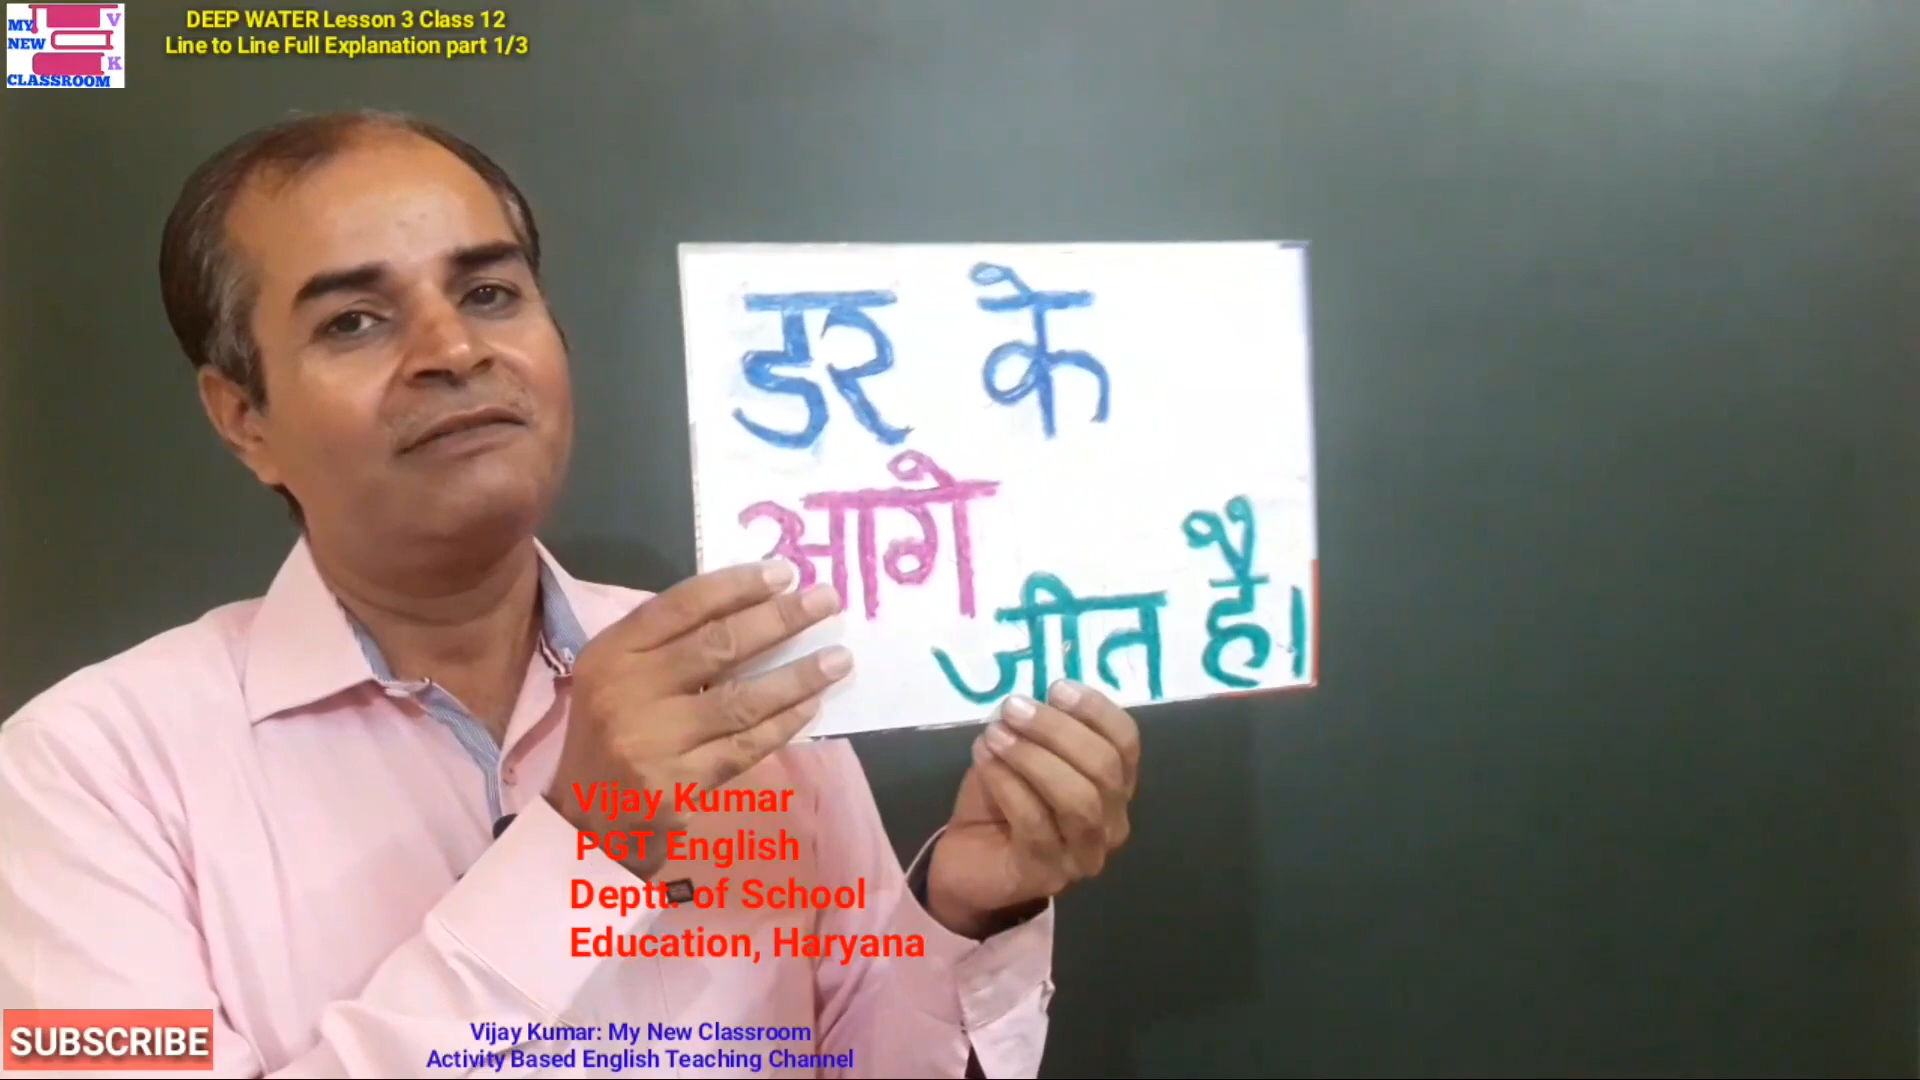 MY
NEW
CLASSROOM
V
K
DEEP WATER Lesson 3 Class 12
Line to Line Full Explanation part 1/3
डर के
आगे
जीत है।
Vijay Kumar
PGT English
Deptt. of School
Education, Haryana
SUBSCRIBE
Vijay Kumar: My New Classroom
Activity Based English Teaching Channel